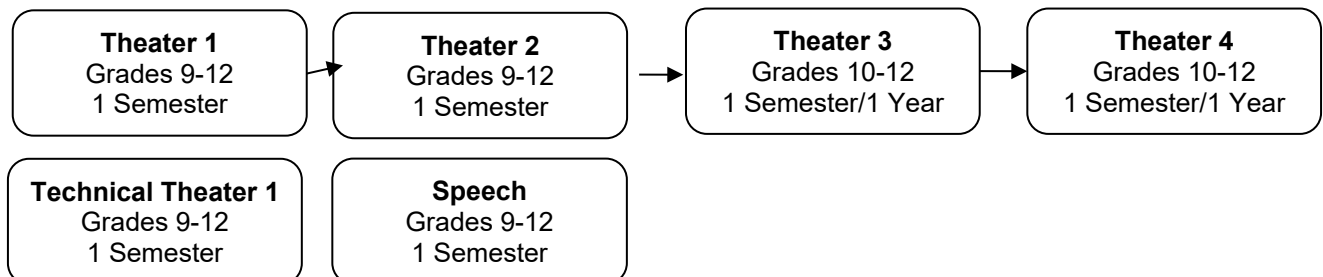 Theater 1
Grades 9-12
1 Semester
Theater 2
Grades 9-12
1 Semester
Theater 3
Grades 10-12
1 Semester/1 Year
Theater 4
Grades 10-12
1 Semester/1 Year
Technical Theater 1
Grades 9-12
1 Semester
Speech
Grades 9-12
1 Semester